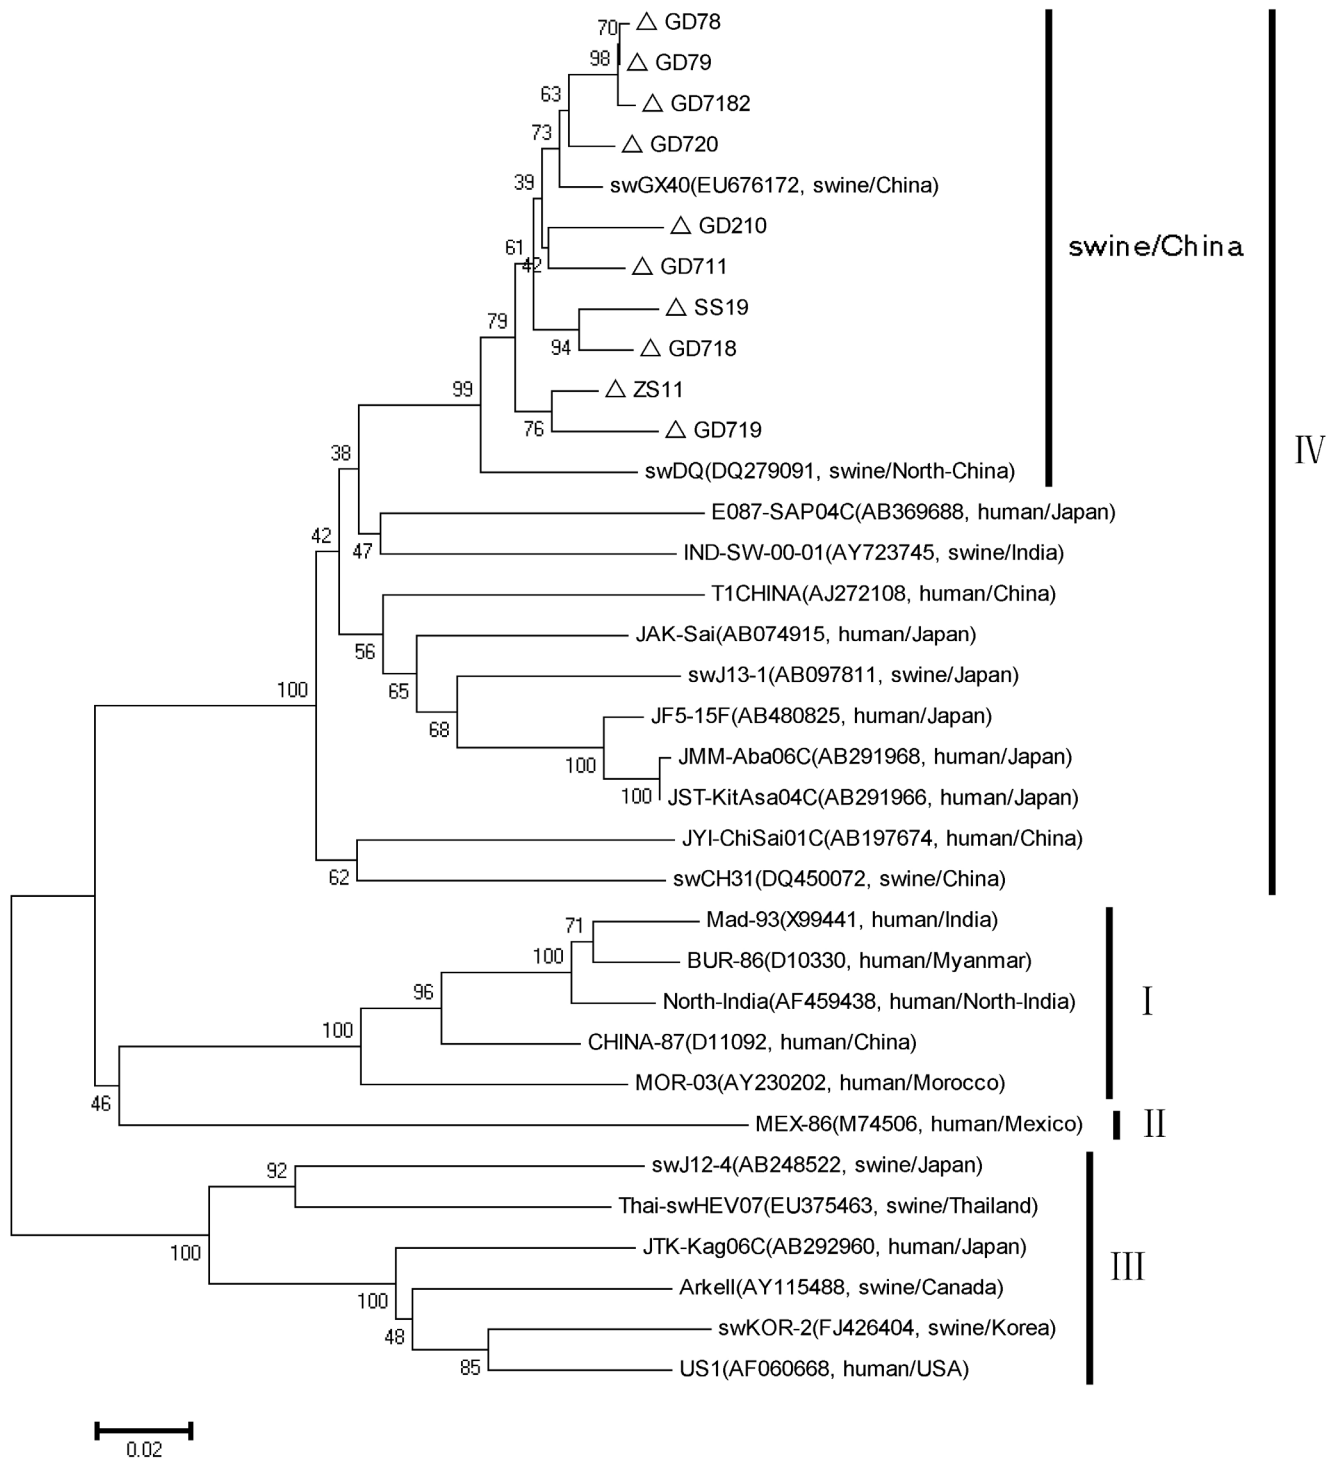 70
GD78
98
GD79
63
GD7182
73
GD720
39
swGX40(EU676172, swine/China)
GD210
61
42
GD711
swine/China
SS19
79
94
GD718
99
ZS11
76
GD719
38
swDQ(DQ279091, swine/North-China)
IV
E087-SAP04C(AB369688, human/Japan)
42
47
IND-SW-00-01(AY723745, swine/India)
T1CHINA(AJ272108, human/China)
56
JAK-Sai(AB074915, human/Japan)
100
65
swJ13-1(AB097811, swine/Japan)
68
JF5-15F(AB480825, human/Japan)
100
JMM-Aba06C(AB291968, human/Japan)
100
JST-KitAsa04C(AB291966, human/Japan)
JYI-ChiSai01C(AB197674, human/China)
62
swCH31(DQ450072, swine/China)
71
Mad-93(X99441, human/India)
100
BUR-86(D10330, human/Myanmar)
96
North-India(AF459438, human/North-India)
I
100
CHINA-87(D11092, human/China)
MOR-03(AY230202, human/Morocco)
46
MEX-86(M74506, human/Mexico)
II
92
swJ12-4(AB248522, swine/Japan)
Thai-swHEV07(EU375463, swine/Thailand)
100
JTK-Kag06C(AB292960, human/Japan)
III
100
Arkell(AY115488, swine/Canada)
48
swKOR-2(FJ426404, swine/Korea)
85
US1(AF060668, human/USA)
0.02